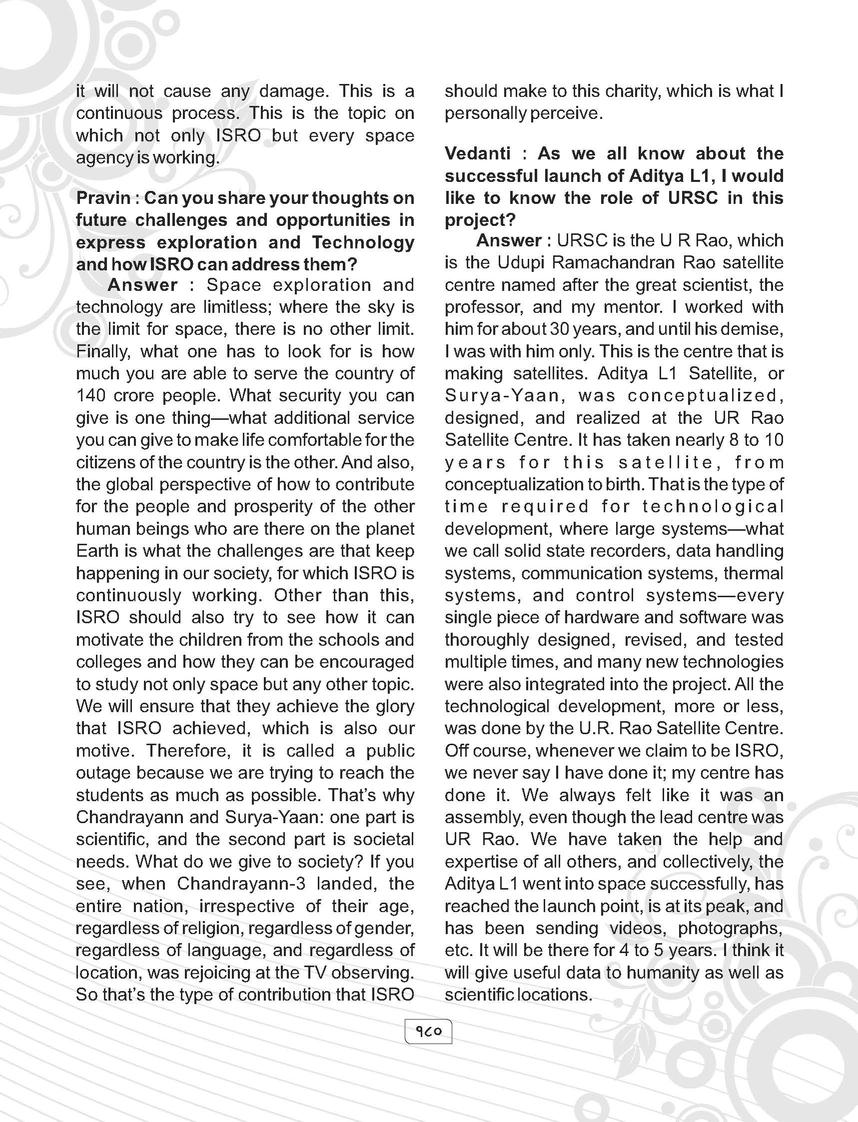 it will not cause any damage. This is a
continuous process. This is the topic on
which not only ISRO but every space
agency is working.
Pravin : Can you share your thoughts on
future challenges and opportunities in
express exploration and Technology
and how ISRO can address them?
Answer : Space exploration and
technology are limitless; where the sky is
the limit for space, there is no other limit.
Finally, what one has to look for is how
much you are able to serve the country of
140 crore people. What security you can
give is one thing—what additional service
you can give to make life comfortable for the
citizens of the country is the other. And also,
the global perspective of how to contribute
for the people and prosperity of the other
human beings who are there on the planet
Earth is what the challenges are that keep
happening in our society, for which ISRO is
continuously working. Other than this,
ISRO should also try to see how it can
motivate the children from the schools and
colleges and how they can be encouraged
to study not only space but any other topic.
We will ensure that they achieve the glory
that ISRO achieved, which is also our
motive. Therefore, it is called a public
outage because we are trying to reach the
students as much as possible. That's why
Chandrayann and Surya-Yaan: one part is
scientific, and the second part is societal
needs. What do we give to society? If you
see, when Chandrayann-3 landed, the
entire nation, irrespective of their age,
regardless of religion, regardless of gender,
regardless of language, and regardless of
location, was rejoicing at the TV observing.
So that's the type of contribution that ISRO
should make to this charity, which is what I
personally perceive.
Vedanti : As we all know about the
successful launch of Aditya L1, I would
like to know the role of URSC in this
project?
Answer : URSC is the U R Rao, which
is the Udupi Ramachandran Rao satellite
centre named after the great scientist, the
professor, and my mentor. I worked with
him for about 30 years, and until his demise,
I was with him only. This is the centre that is
making satellites. Aditya L1 Satellite, or
Surya-Yaan, was conceptualized,
designed, and realized at the UR Rao
Satellite Centre. It has taken nearly 8 to 10
years for this satellite, from
conceptualization to birth. That is the type of
time required for technological
development, where large systems—what
we call solid state recorders, data handling
systems, communication systems, thermal
systems, and control systems—every
single piece of hardware and software was
thoroughly designed, revised, and tested
multiple times, and many new technologies
were also integrated into the project. All the
technological development, more or less,
was done by the U.R. Rao Satellite Centre.
Off course, whenever we claim to be ISRO,
we never say I have done it; my centre has
done it. We always felt like it was an
assembly, even though the lead centre was
UR Rao. We have taken the help and
expertise of all others, and collectively, the
Aditya L1 went into space successfully, has
reached the launch point, is at its peak, and
has been sending videos, photographs,
etc. It will be there for 4 to 5 years. I think it
will give useful data to humanity as well as
scientific locations.
१८०